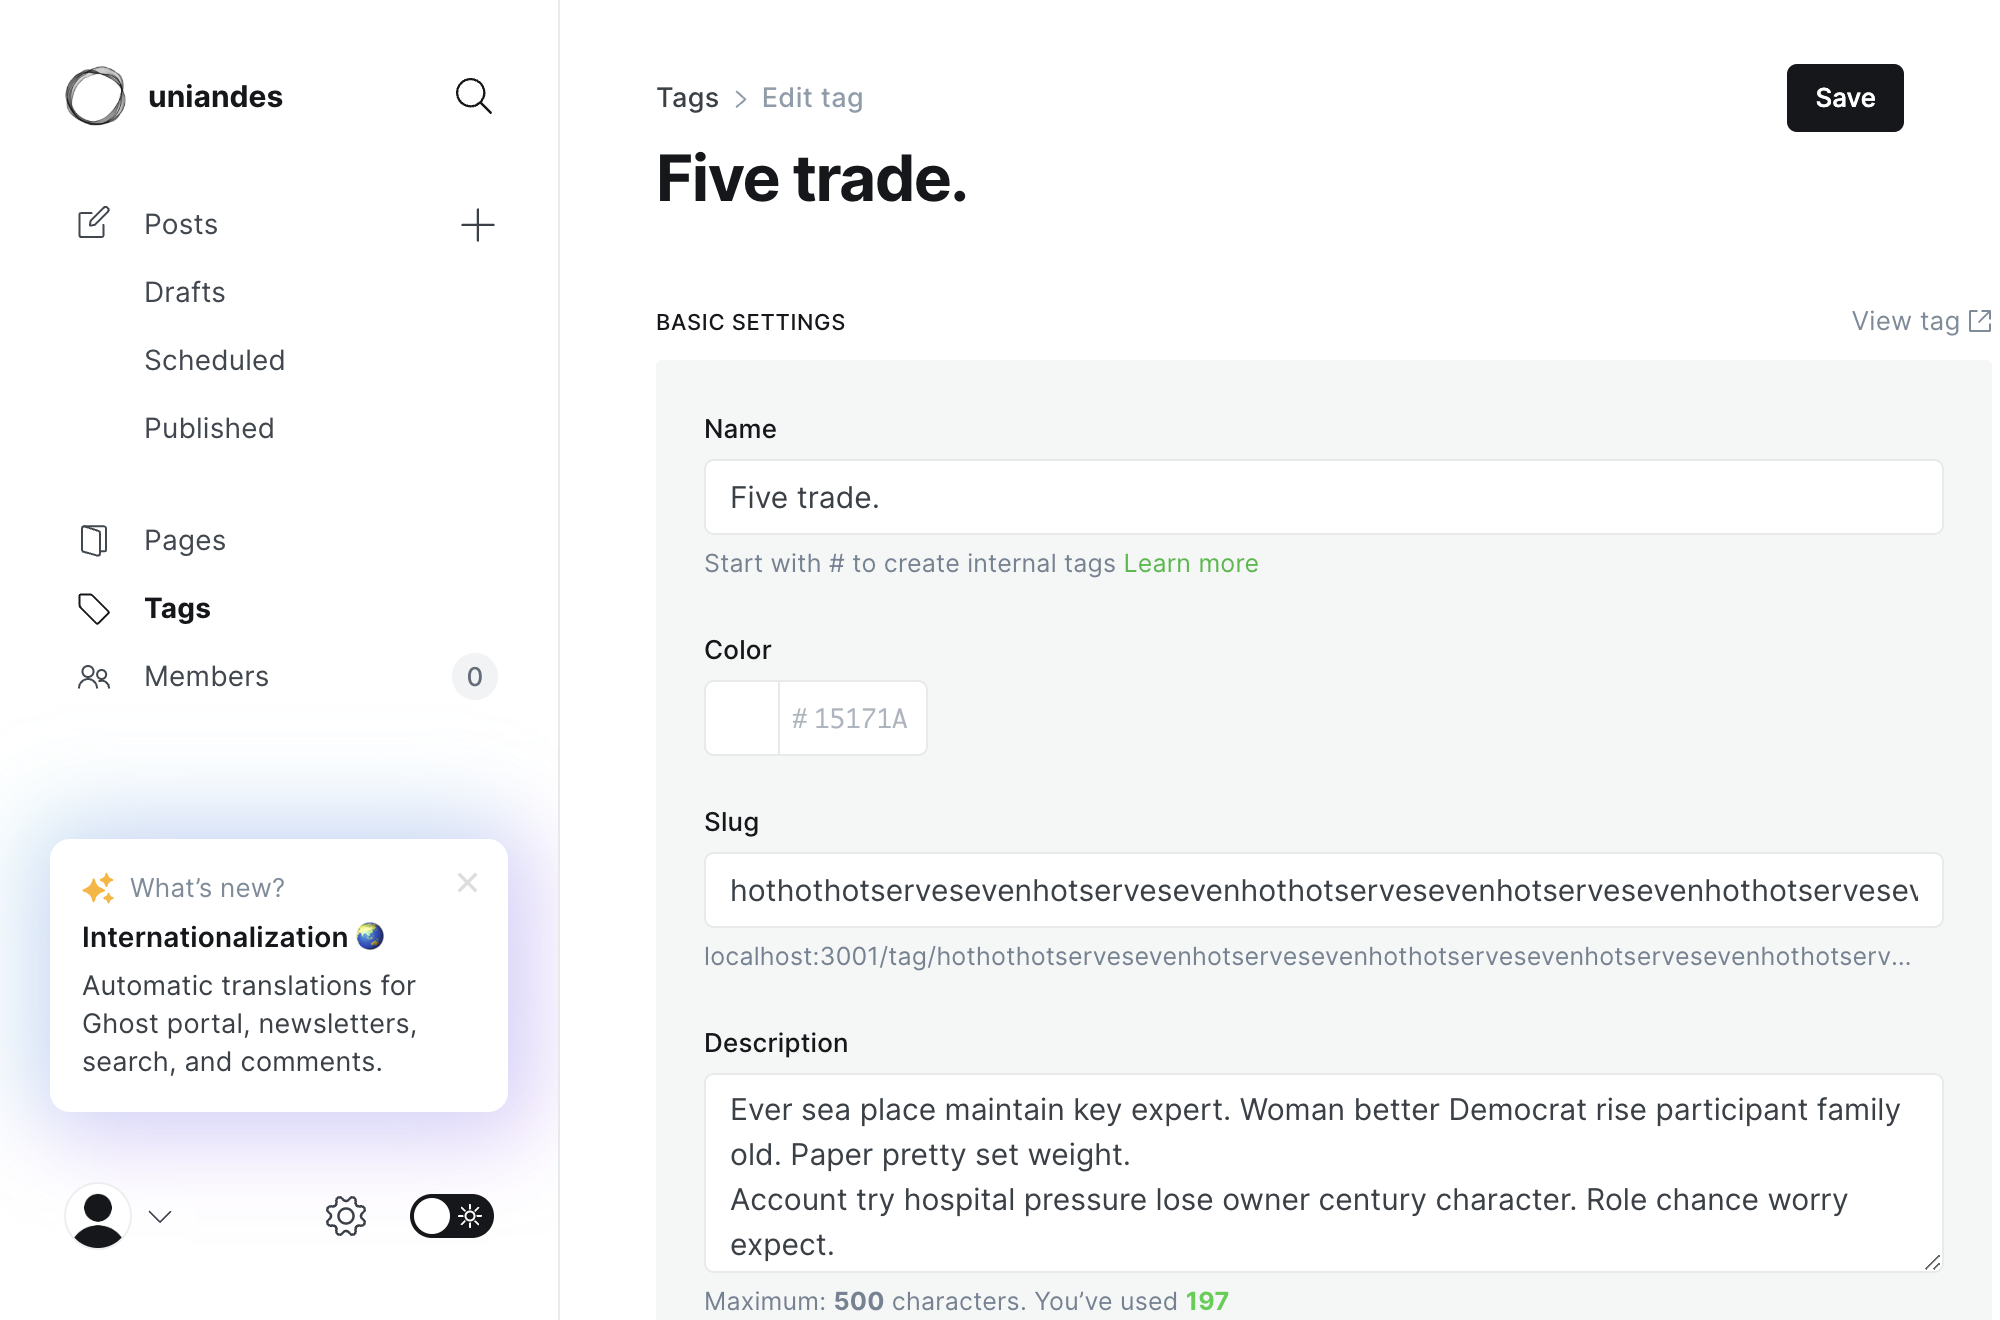 uniandes
Posts
Drafts
Scheduled
Published
Pages
Tags
Members
0
What's new?
Internationalization
Automatic translations for
Ghost portal, newsletters,
search, and comments.
Tags > Edit tag
Save
Five trade.
BASIC SETTINGS
View tag
Name
Five trade.
Start with # to create internal tags Learn more
Color
# 15171A
Slug
hothothotservesevenhotservesevenhothotservesevenhotservesevenhothotservesev
localhost:3001/tag/hothothotservesevenhotservesevenhothotservesevenhotservesevenhothotserv...
Description
Ever sea place maintain key expert. Woman better Democrat rise participant family
old. Paper pretty set weight.
Account try hospital pressure lose owner century character. Role chance worry
expect.
Maximum: 500 characters. You've used 197